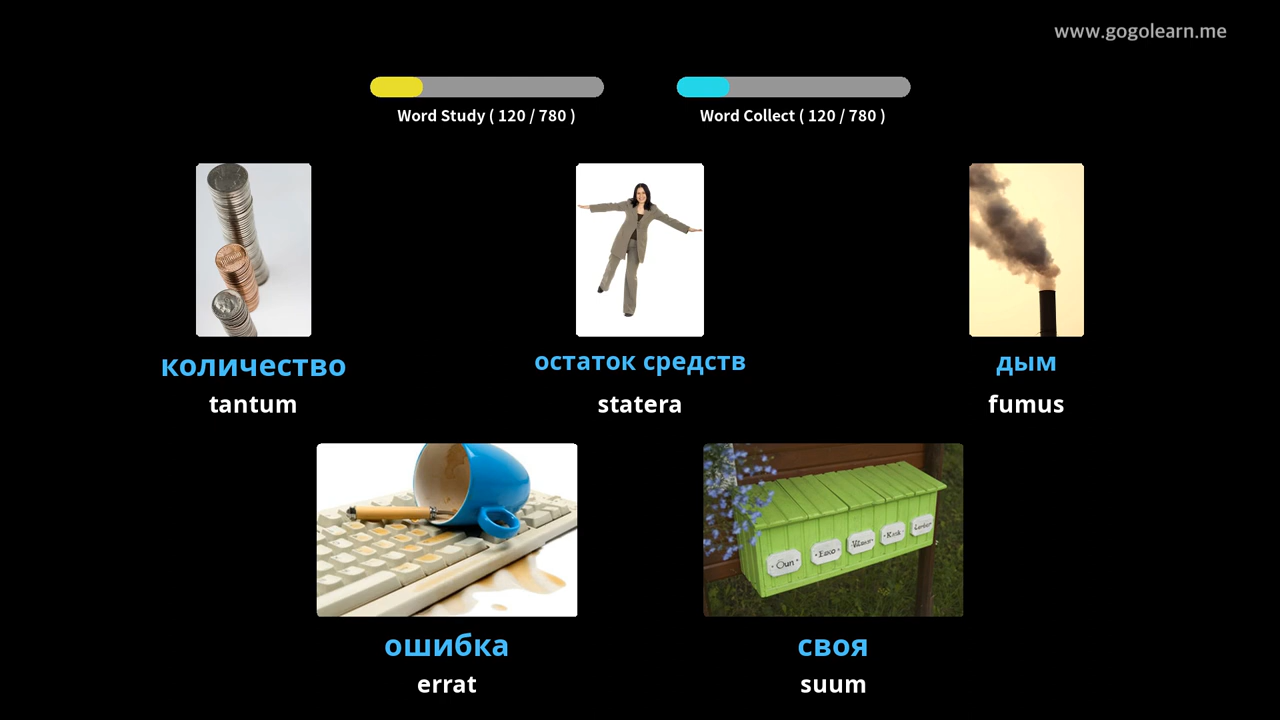 www.gogolearn.me
Word Study ( 120 / 780 )
Word Collect ( 120 / 780 )
количество
tantum
остаток средств
statera
дым
fumus
ошибка
errat
своя
suum